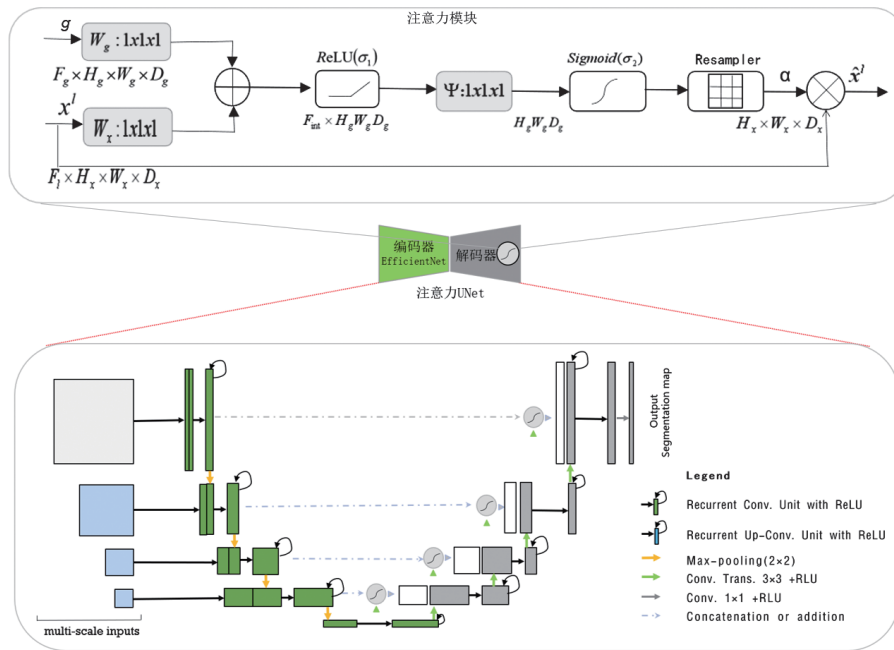 注意力模块
g
W_g : 1x1x1
F_g × H_g × W_g × D_g
x^l
W_x : 1x1x1
F_l × H_x × W_x × D_x
ReLU(σ_1)
F_int × H_g W_g D_g
Ψ:1x1x1
H_g W_g D_g
Sigmoid(σ_2)
Resampler
α
H_x × W_x × D_x
x̂^l
编码器
EfficientNet
解码器
注意力UNet
Output
Segmentation map
multi-scale inputs
Legend
Recurrent Conv. Unit with ReLU
Recurrent Up-Conv. Unit with ReLU
Max-pooling(2×2)
Conv. Trans. 3×3 +RLU
Conv. 1×1 +RLU
Concatenation or addition